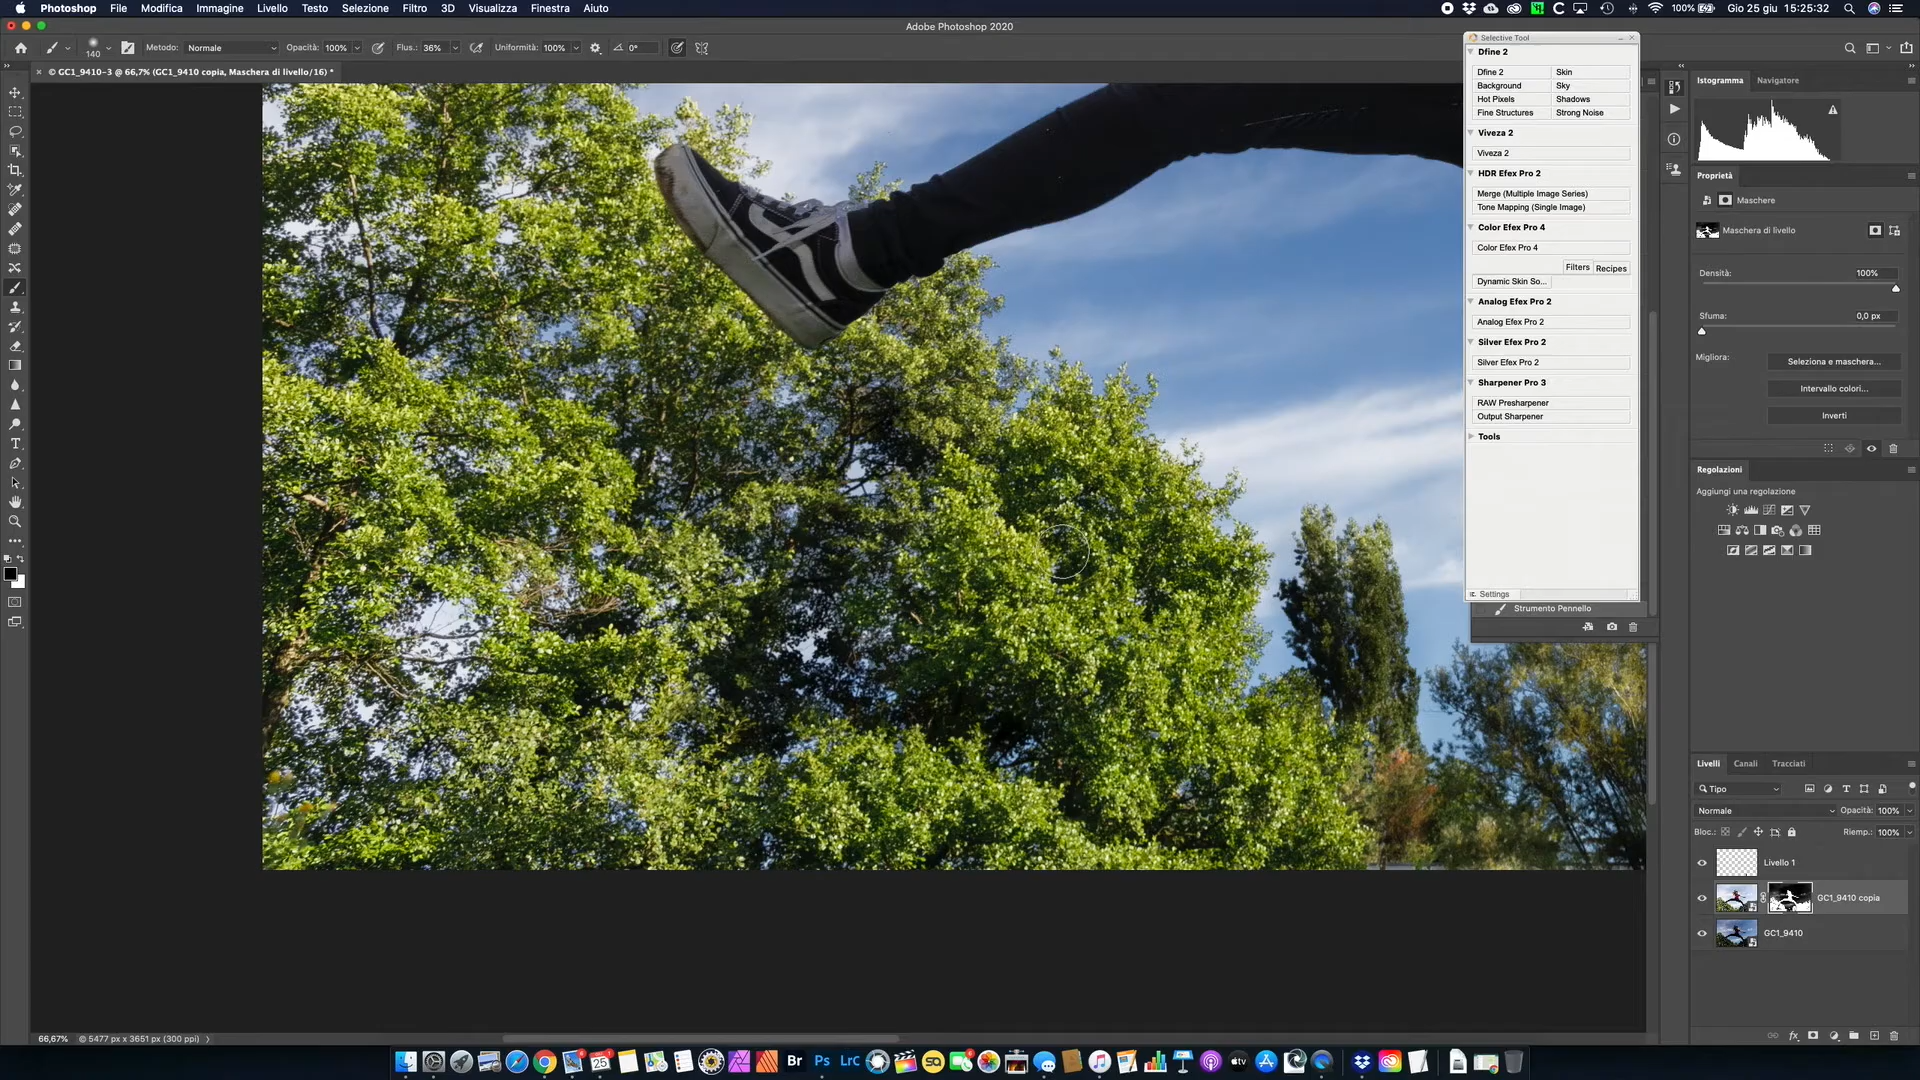 Photoshop File Modifica Immagine Livello Testo Selezione Filtro 3D Visualizza Finestra Aiuto
100% Gio 25 giu 15:25:32
Adobe Photoshop 2020
140 Metodo: Normale Opacità: 100% Flus.: 36% Uniformità: 100% 0°
© GC1_9410-3 @ 66,7% (GC1_9410 copia, Maschera di livello/16) *
Selective Tool
Dfine 2
Dfine 2 Skin
Background Sky
Hot Pixels Shadows
Fine Structures Strong Noise
Viveza 2
Viveza 2
HDR Efex Pro 2
Merge (Multiple Image Series)
Tone Mapping (Single Image)
Color Efex Pro 4
Color Efex Pro 4
Filters Recipes
Dynamic Skin So...
Analog Efex Pro 2
Analog Efex Pro 2
Silver Efex Pro 2
Silver Efex Pro 2
Sharpener Pro 3
RAW Presharpener
Output Sharpener
Tools
Settings
Strumento Pennello
Istogramma Navigatore
Proprietà
Maschere
Maschera di livello
Densità: 100%
Sfuma: 0,0 px
Migliora: Seleziona e maschera...
Intervallo colori...
Inverti
Regolazioni
Aggiungi una regolazione
Livelli Canali Tracciati
Tipo
Normale Opacità: 100%
Bloc.: Riemp.: 100%
Livello 1
GC1_9410 copia
GC1_9410
66,67% © 5477 px x 3651 px (300 ppi)
25 Br Ps LrC tv